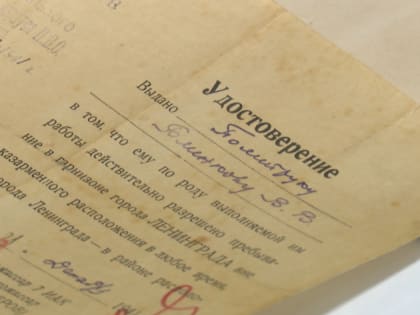 П.В.О.
Удостоверение
Выдано Политруку
В. В
в том, что ему по роду выполняемой им
работы действительно разрешено пребыва-
ние в гарнизоне города ЛЕНИНГРАДА вне
казарменного расположения в любое время.
города Ленинграда — в районе